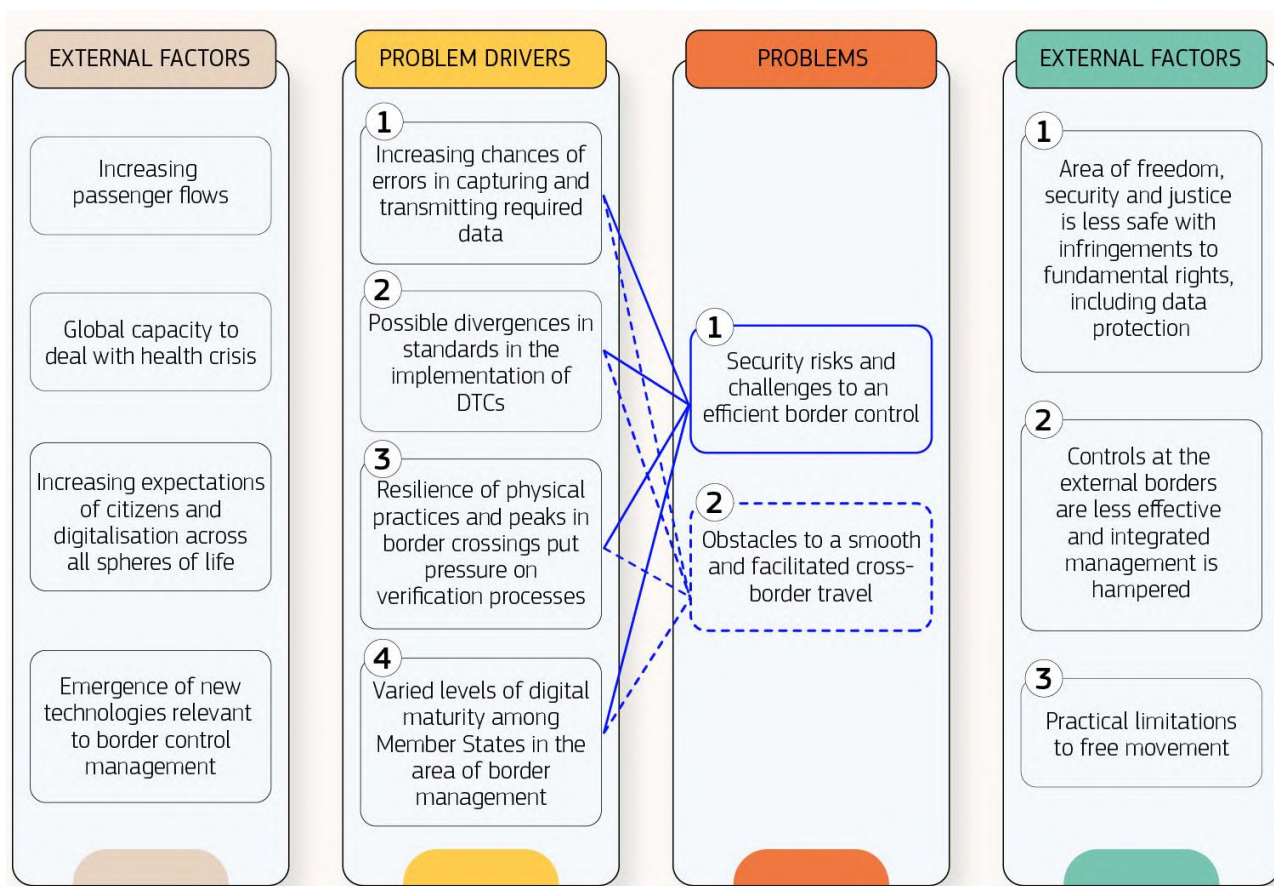 EXTERNAL FACTORS
Increasing
passenger flows
Global capacity to
deal with health crisis
Increasing expectations
of citizens and
digitalisation across
all spheres of life
Emergence of new
technologies relevant
to border control
management
PROBLEM DRIVERS
1
Increasing chances of
errors in capturing and
transmitting required
data
2
Possible divergences in
standards in the
implementation of
DTCs
3
Resilience of physical
practices and peaks in
border crossings put
pressure on
verification processes
4
Varied levels of digital
maturity among
Member States in the
area of border
management
PROBLEMS
1
Security risks and
challenges to an
efficient border control
2
Obstacles to a smooth
and facilitated cross-
border travel
EXTERNAL FACTORS
1
Area of freedom,
security and justice
is less safe with
infringements to
fundamental rights,
including data
protection
2
Controls at the
external borders
are less effective
and integrated
management is
hampered
3
Practical limitations
to free movement